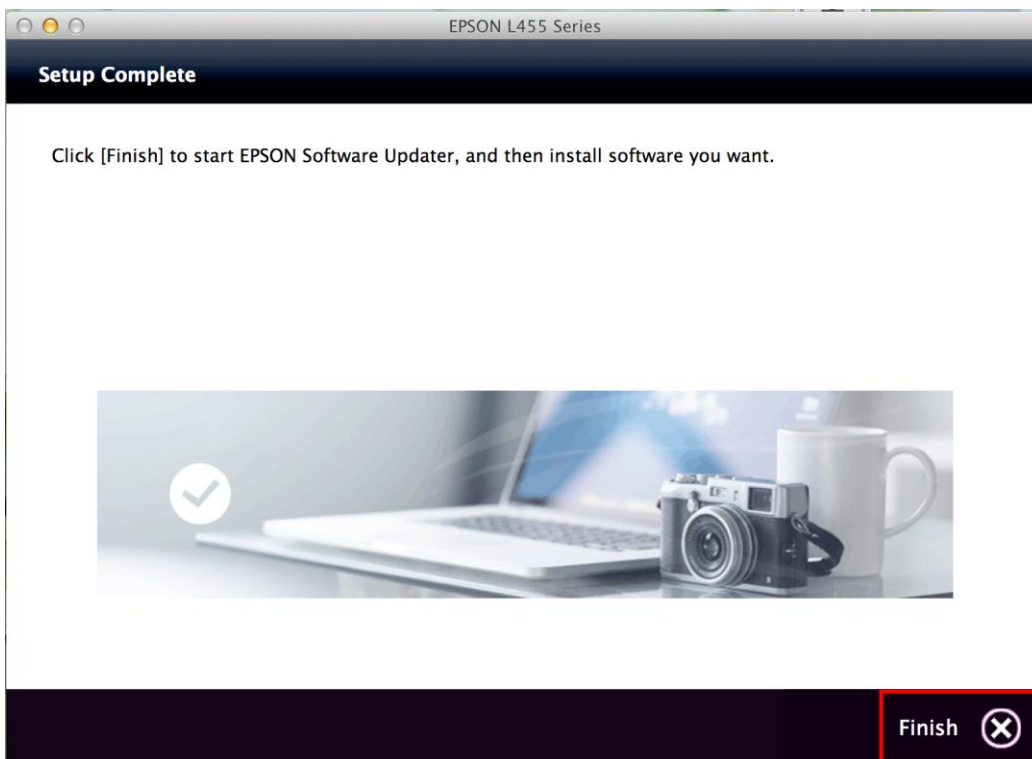 EPSON L455 Series
Setup Complete
Click [Finish] to start EPSON Software Updater, and then install software you want.
Finish